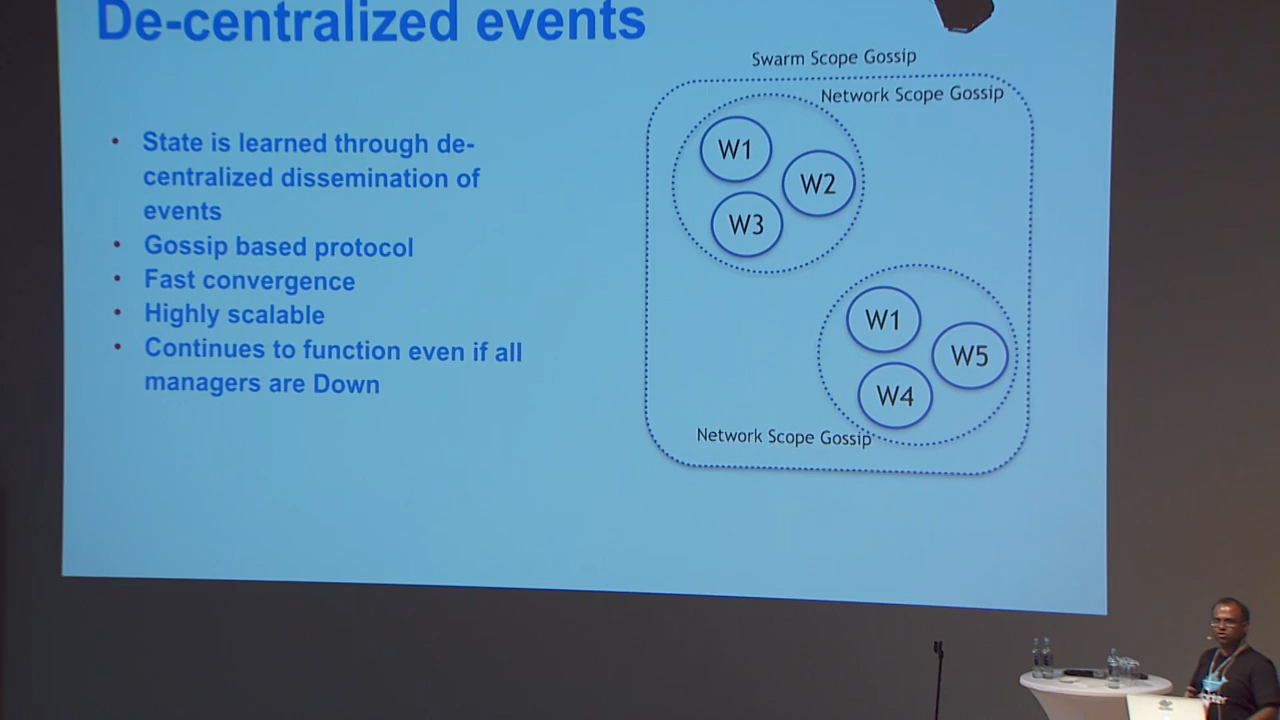 De-centralized events
• State is learned through de-
centralized dissemination of
events
• Gossip based protocol
• Fast convergence
• Highly scalable
• Continues to function even if all
managers are Down
Swarm Scope Gossip
Network Scope Gossip
W1
W2
W3
W1
W5
W4
Network Scope Gossip